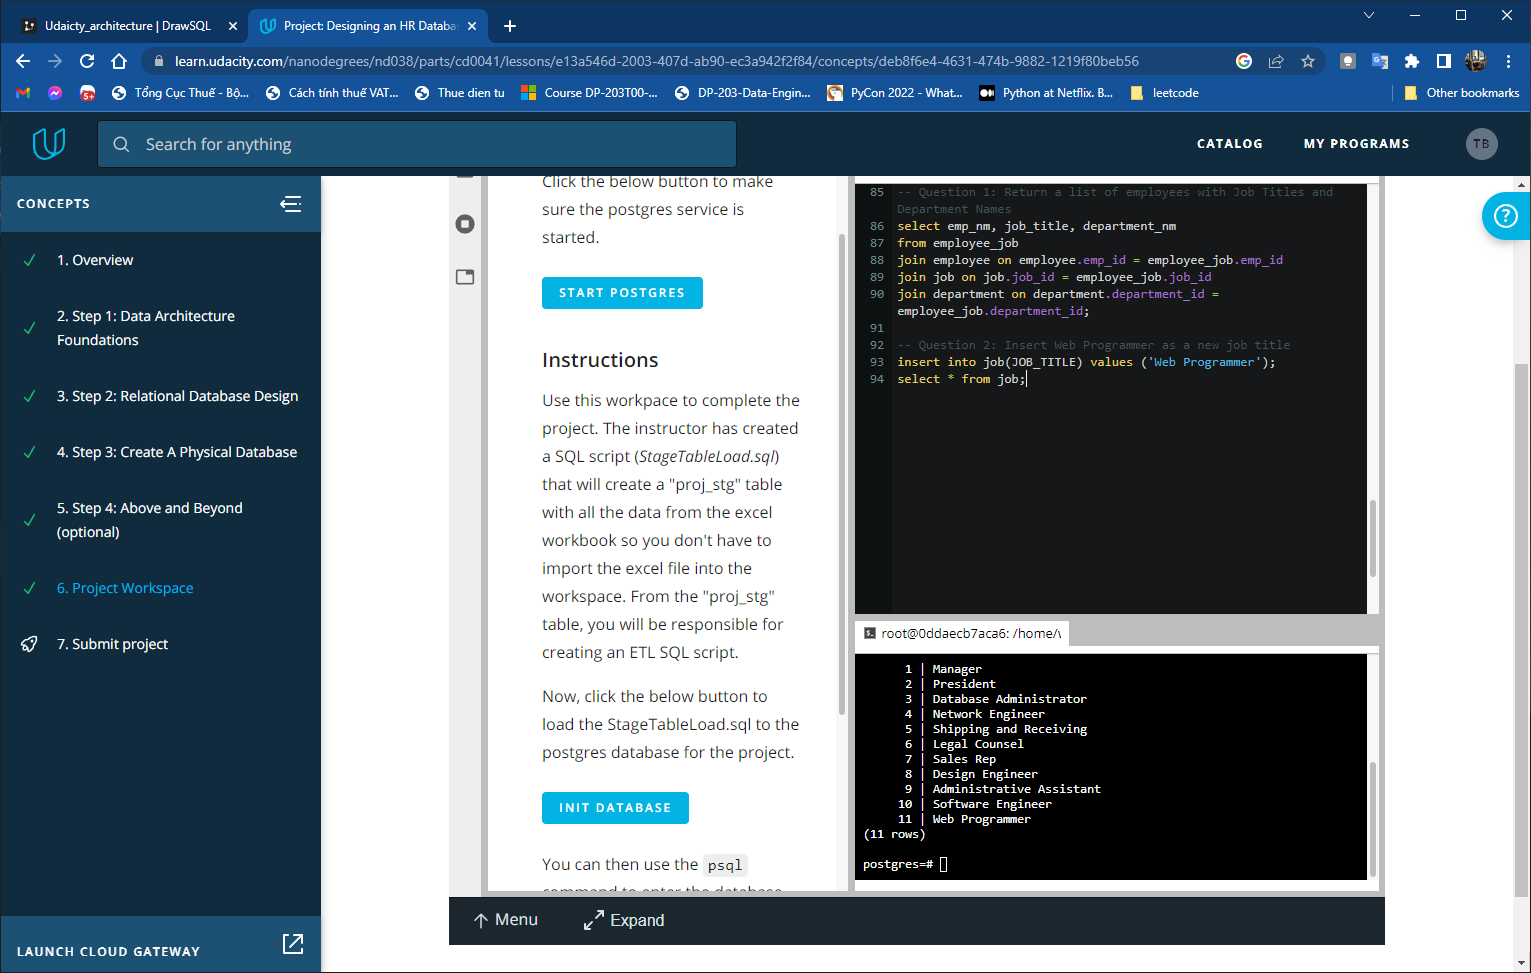 Udaicty_architecture | DrawSQL
Project: Designing an HR Databa
learn.udacity.com/nanodegrees/nd038/parts/cd0041/lessons/e13a546d-2003-407d-ab90-ec3a942f2f84/concepts/deb8f6e4-4631-474b-9882-1219f80beb56
Tổng Cục Thuế - Bộ...
Cách tính thuế VAT...
Thue dien tu
Course DP-203T00-...
DP-203-Data-Engin...
PyCon 2022 - What...
Python at Netflix. B...
leetcode
Other bookmarks
Search for anything
CATALOG
MY PROGRAMS
TB
CONCEPTS
1. Overview
2. Step 1: Data Architecture
Foundations
3. Step 2: Relational Database Design
4. Step 3: Create A Physical Database
5. Step 4: Above and Beyond
(optional)
6. Project Workspace
7. Submit project
LAUNCH CLOUD GATEWAY
Click the below button to make
sure the postgres service is
started.
START POSTGRES
Instructions
Use this workpace to complete the
project. The instructor has created
a SQL script (StageTableLoad.sql)
that will create a "proj_stg" table
with all the data from the excel
workbook so you don't have to
import the excel file into the
workspace. From the "proj_stg"
table, you will be responsible for
creating an ETL SQL script.
Now, click the below button to
load the StageTableLoad.sql to the
postgres database for the project.
INIT DATABASE
You can then use the psql
command to enter the database
85 -- Question 1: Return a list of employees with Job Titles and
Department Names
86 select emp_nm, job_title, department_nm
87 from employee_job
88 join employee on employee.emp_id = employee_job.emp_id
89 join job on job.job_id = employee_job.job_id
90 join department on department.department_id =
employee_job.department_id;
91
92 -- Question 2: Insert Web Programmer as a new job title
93 insert into job(JOB_TITLE) values ('Web Programmer');
94 select * from job;
root@0ddaecb7aca6: /home/\
1 | Manager
2 | President
3 | Database Administrator
4 | Network Engineer
5 | Shipping and Receiving
6 | Legal Counsel
7 | Sales Rep
8 | Design Engineer
9 | Administrative Assistant
10 | Software Engineer
11 | Web Programmer
(11 rows)
postgres=#
Menu
Expand